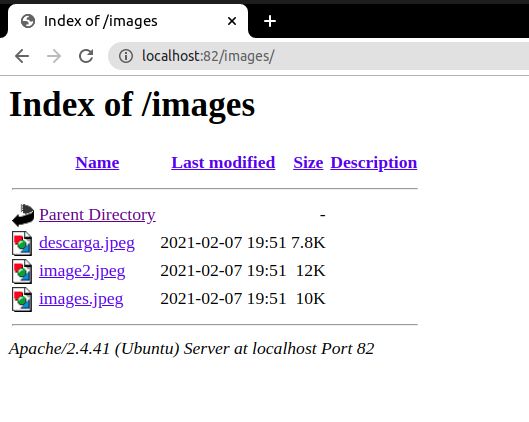 Index of /images
localhost:82/images/
Index of /images
Name Last modified Size Description
Parent Directory -
descarga.jpeg 2021-02-07 19:51 7.8K
image2.jpeg 2021-02-07 19:51 12K
images.jpeg 2021-02-07 19:51 10K
Apache/2.4.41 (Ubuntu) Server at localhost Port 82